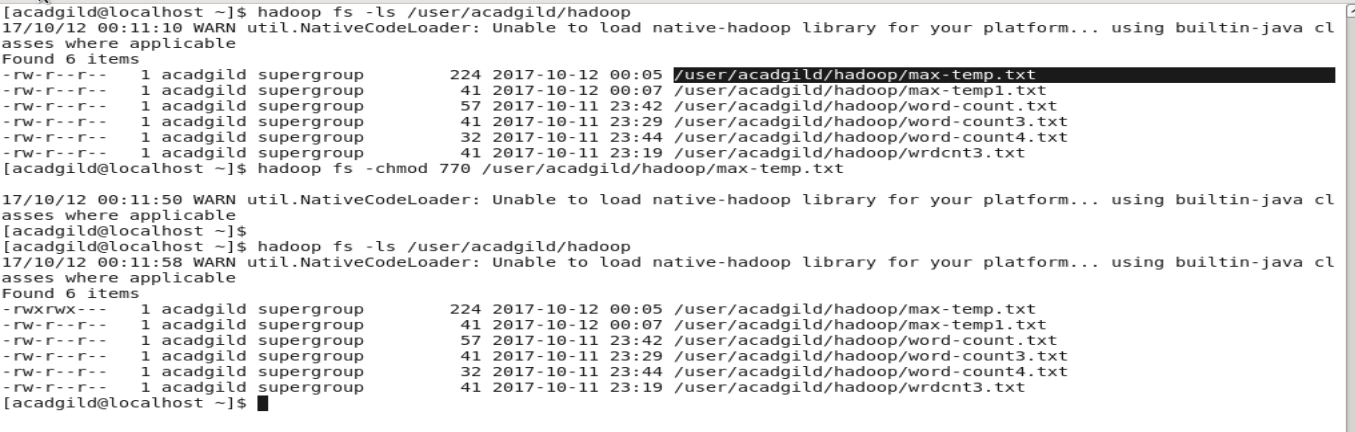 [acadgild@localhost ~]$ hadoop fs -ls /user/acadgild/hadoop
17/10/12 00:11:10 WARN util.NativeCodeLoader: Unable to load native-hadoop library for your platform... using builtin-java cl
asses where applicable
Found 6 items
-rw-r--r--   1 acadgild supergroup        224 2017-10-12 00:05 /user/acadgild/hadoop/max-temp.txt
-rw-r--r--   1 acadgild supergroup         41 2017-10-12 00:07 /user/acadgild/hadoop/max-temp1.txt
-rw-r--r--   1 acadgild supergroup         57 2017-10-11 23:42 /user/acadgild/hadoop/word-count.txt
-rw-r--r--   1 acadgild supergroup         41 2017-10-11 23:29 /user/acadgild/hadoop/word-count3.txt
-rw-r--r--   1 acadgild supergroup         32 2017-10-11 23:44 /user/acadgild/hadoop/word-count4.txt
-rw-r--r--   1 acadgild supergroup         41 2017-10-11 23:19 /user/acadgild/hadoop/wrdcnt3.txt
[acadgild@localhost ~]$ hadoop fs -chmod 770 /user/acadgild/hadoop/max-temp.txt
17/10/12 00:11:50 WARN util.NativeCodeLoader: Unable to load native-hadoop library for your platform... using builtin-java cl
asses where applicable
[acadgild@localhost ~]$
[acadgild@localhost ~]$ hadoop fs -ls /user/acadgild/hadoop
17/10/12 00:11:58 WARN util.NativeCodeLoader: Unable to load native-hadoop library for your platform... using builtin-java cl
asses where applicable
Found 6 items
-rwxrwx---   1 acadgild supergroup        224 2017-10-12 00:05 /user/acadgild/hadoop/max-temp.txt
-rw-r--r--   1 acadgild supergroup         41 2017-10-12 00:07 /user/acadgild/hadoop/max-temp1.txt
-rw-r--r--   1 acadgild supergroup         57 2017-10-11 23:42 /user/acadgild/hadoop/word-count.txt
-rw-r--r--   1 acadgild supergroup         41 2017-10-11 23:29 /user/acadgild/hadoop/word-count3.txt
-rw-r--r--   1 acadgild supergroup         32 2017-10-11 23:44 /user/acadgild/hadoop/word-count4.txt
-rw-r--r--   1 acadgild supergroup         41 2017-10-11 23:19 /user/acadgild/hadoop/wrdcnt3.txt
[acadgild@localhost ~]$